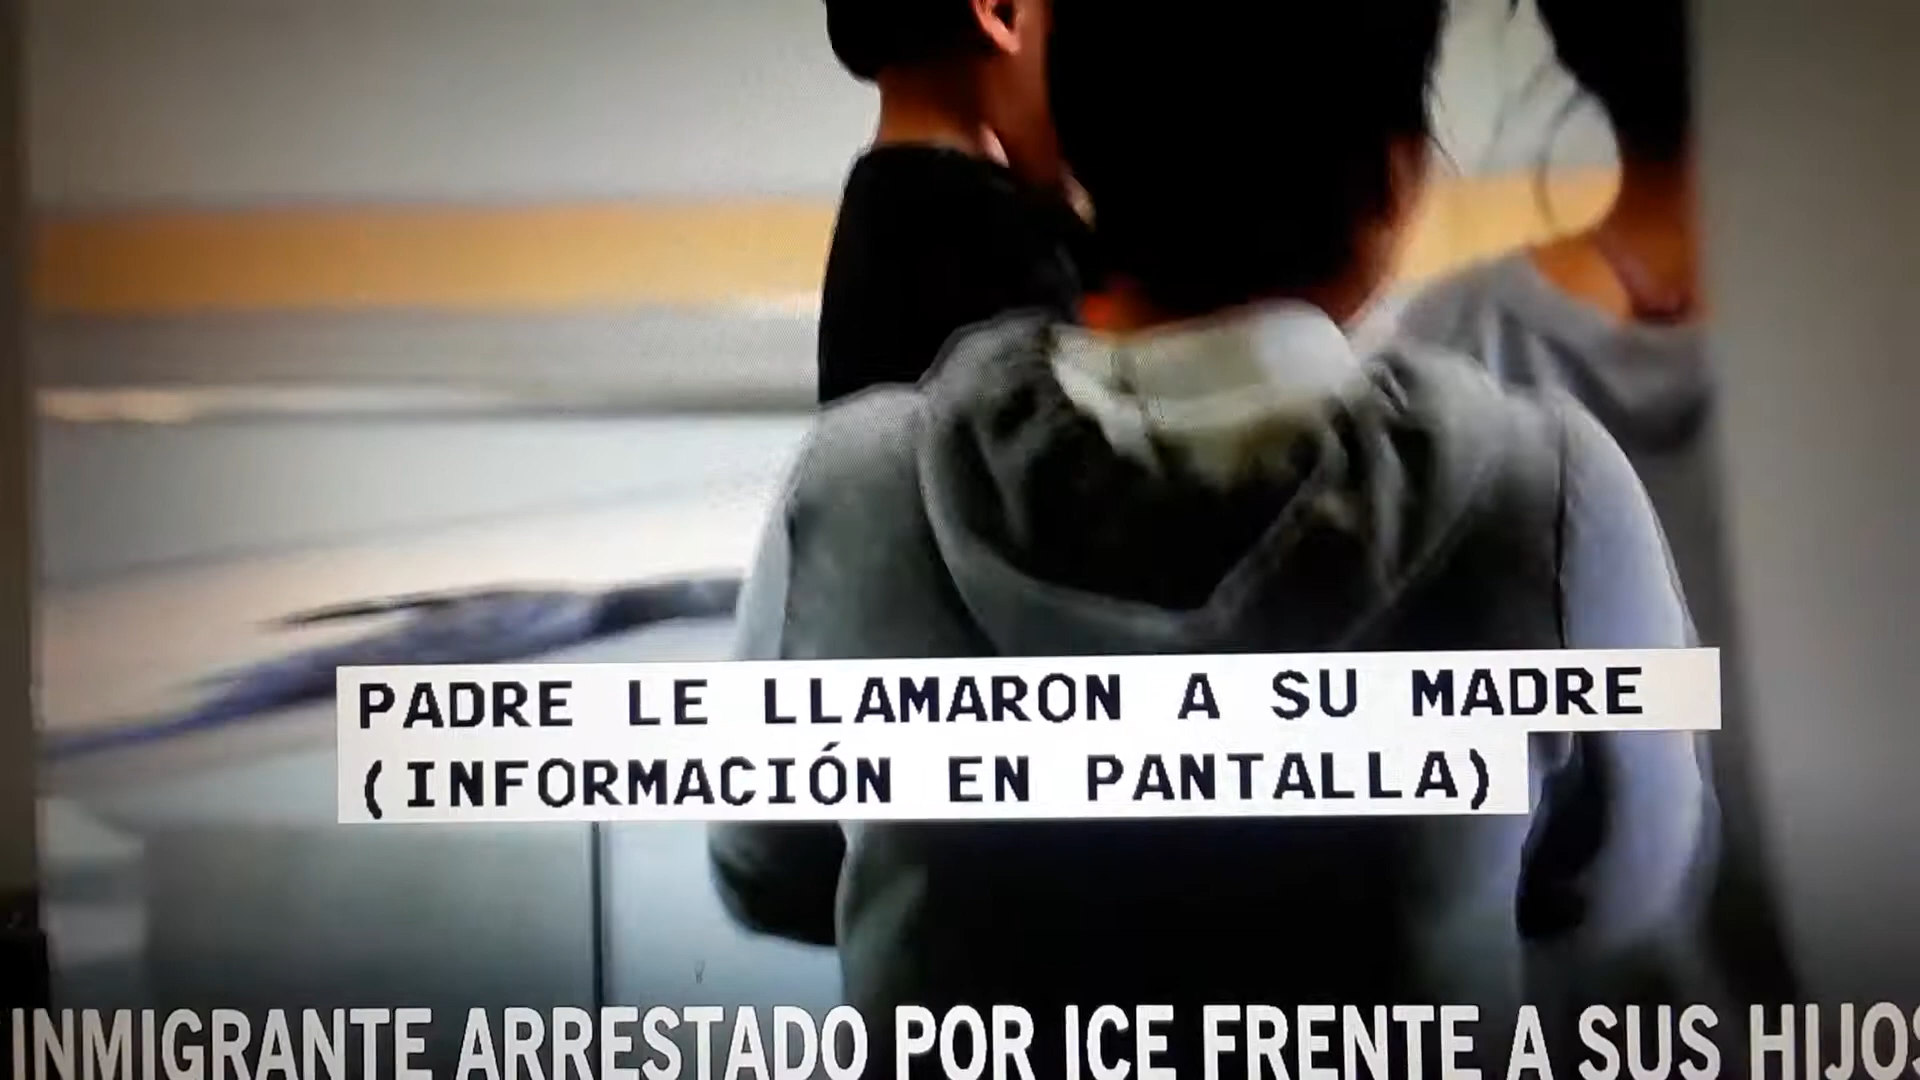 PADRE LE LLAMARON A SU MADRE
(INFORMACIÓN EN PANTALLA)
INMIGRANTE ARRESTADO POR ICE FRENTE A SUS HIJOS